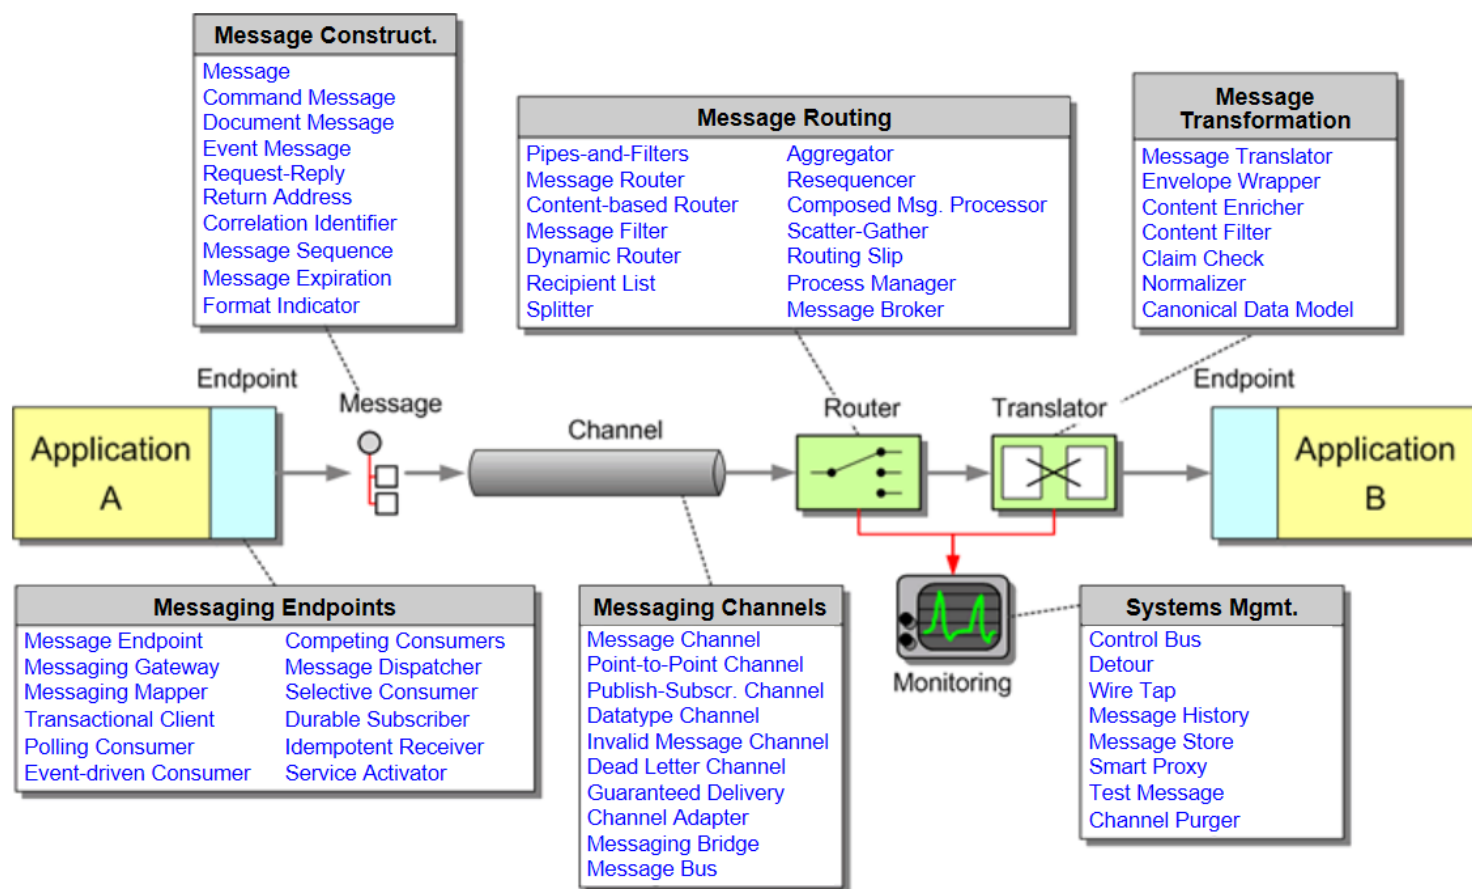 Message Construct.
Message
Command Message
Document Message
Event Message
Request-Reply
Return Address
Correlation Identifier
Message Sequence
Message Expiration
Format Indicator
Message Routing
Pipes-and-Filters
Message Router
Content-based Router
Message Filter
Dynamic Router
Recipient List
Splitter
Aggregator
Resequencer
Composed Msg. Processor
Scatter-Gather
Routing Slip
Process Manager
Message Broker
Message
Transformation
Message Translator
Envelope Wrapper
Content Enricher
Content Filter
Claim Check
Normalizer
Canonical Data Model
Endpoint
Message
Channel
Router
Translator
Endpoint
Application
A
Application
B
Messaging Endpoints
Message Endpoint
Messaging Gateway
Messaging Mapper
Transactional Client
Polling Consumer
Event-driven Consumer
Competing Consumers
Message Dispatcher
Selective Consumer
Durable Subscriber
Idempotent Receiver
Service Activator
Messaging Channels
Message Channel
Point-to-Point Channel
Publish-Subscr. Channel
Datatype Channel
Invalid Message Channel
Dead Letter Channel
Guaranteed Delivery
Channel Adapter
Messaging Bridge
Message Bus
Monitoring
Systems Mgmt.
Control Bus
Detour
Wire Tap
Message History
Message Store
Smart Proxy
Test Message
Channel Purger